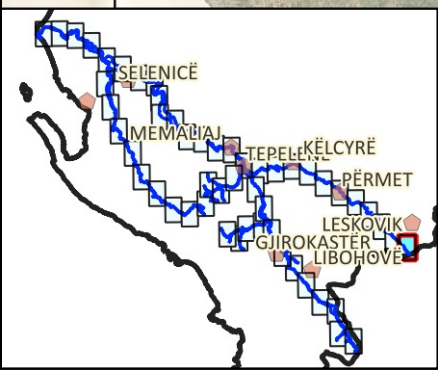 SELENICË
MEMALIAJ
TEPELENË
KËLCYRË
PËRMET
LESKOVIK
GJIROKASTËR
LIBOHOVË